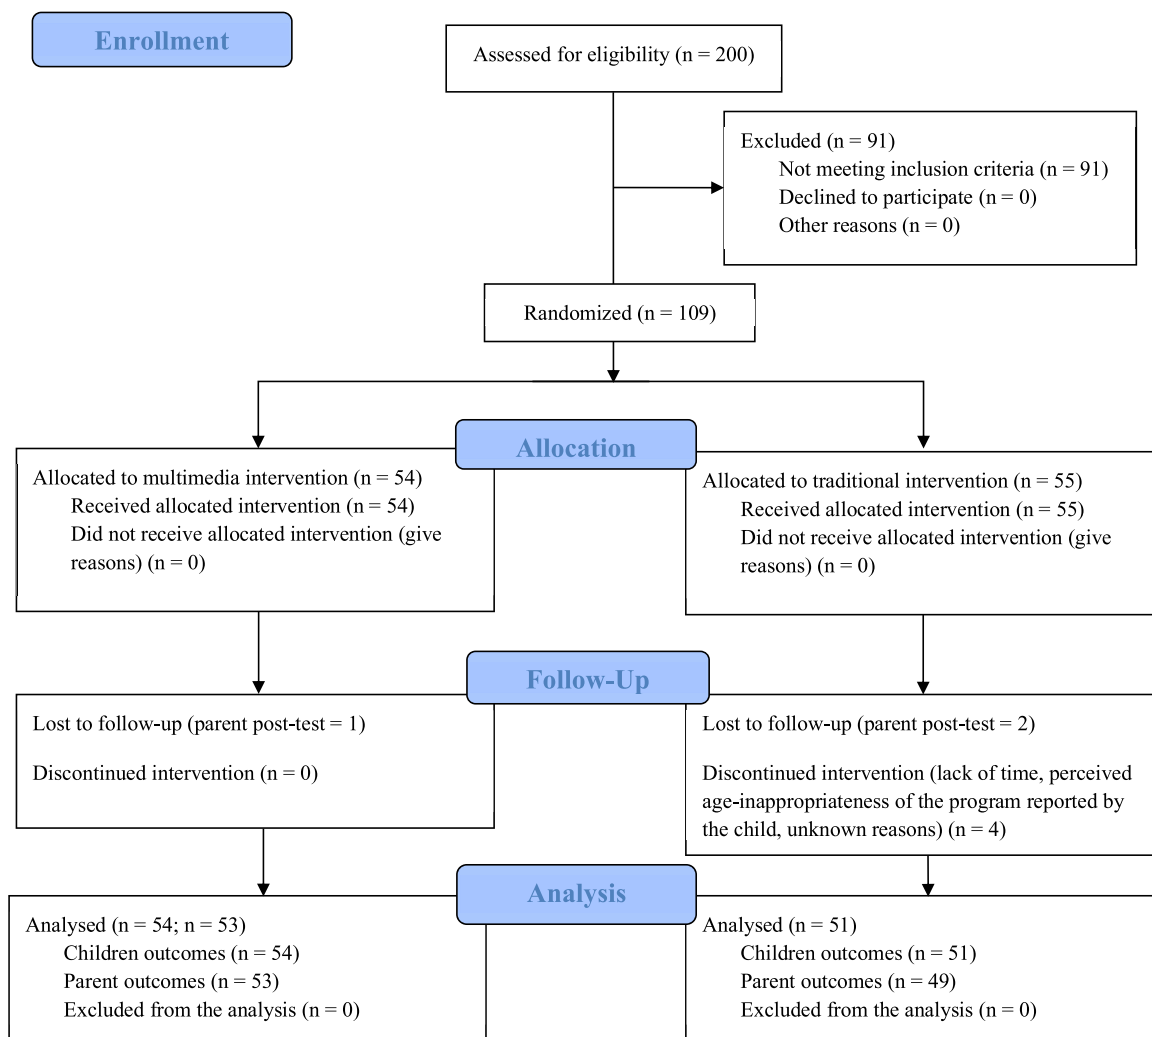 Enrollment
Assessed for eligibility (n = 200)
Excluded (n = 91)
Not meeting inclusion criteria (n = 91)
Declined to participate (n = 0)
Other reasons (n = 0)
Randomized (n = 109)
Allocation
Allocated to multimedia intervention (n = 54)
Received allocated intervention (n = 54)
Did not receive allocated intervention (give
reasons) (n = 0)
Allocated to traditional intervention (n = 55)
Received allocated intervention (n = 55)
Did not receive allocated intervention (give
reasons) (n = 0)
Follow-Up
Lost to follow-up (parent post-test = 1)
Discontinued intervention (n = 0)
Lost to follow-up (parent post-test = 2)
Discontinued intervention (lack of time, perceived
age-inappropriateness of the program reported by
the child, unknown reasons) (n = 4)
Analysis
Analysed (n = 54; n = 53)
Children outcomes (n = 54)
Parent outcomes (n = 53)
Excluded from the analysis (n = 0)
Analysed (n = 51)
Children outcomes (n = 51)
Parent outcomes (n = 49)
Excluded from the analysis (n = 0)